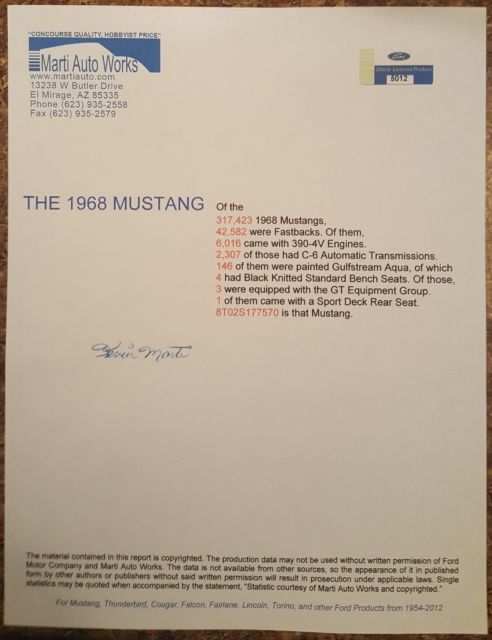 "CONCOURSE QUALITY, HOBBYIST PRICE"
Marti Auto Works
www.martiauto.com
13238 W Butler Drive
El Mirage, AZ 85335
Phone (623) 935-2558
Fax (623) 935-2579
Ford
Official Licensed Product
5012
THE 1968 MUSTANG
Of the
317,423 1968 Mustangs,
42,582 were Fastbacks. Of them,
6,016 came with 390-4V Engines.
2,307 of those had C-6 Automatic Transmissions.
146 of them were painted Gulfstream Aqua, of which
4 had Black Knitted Standard Bench Seats. Of those,
3 were equipped with the GT Equipment Group.
1 of them came with a Sport Deck Rear Seat.
8T02S177570 is that Mustang.
Kevin Marti
The material contained in this report is copyrighted. The production data may not be used without written permission of Ford
Motor Company and Marti Auto Works. The data is not available from other sources, so the appearance of it in published
form by other authors or publishers without said written permission will result in prosecution under applicable laws. Single
statistics may be quoted when accompanied by the statement, "Statistic courtesy of Marti Auto Works and copyrighted."
For Mustang, Thunderbird, Cougar, Falcon, Fairlane, Lincoln, Torino, and other Ford Products from 1954-2012